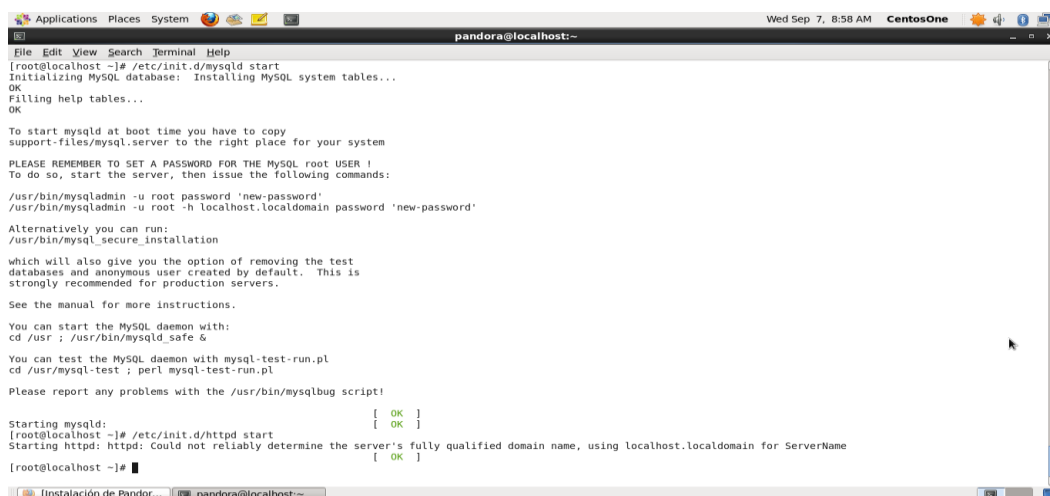 Applications Places System Wed Sep 7, 8:58 AM CentosOne
pandora@localhost:~
File Edit View Search Terminal Help
[root@localhost ~]# /etc/init.d/mysqld start
Initializing MySQL database:  Installing MySQL system tables...
OK
Filling help tables...
OK
To start mysqld at boot time you have to copy
support-files/mysql.server to the right place for your system
PLEASE REMEMBER TO SET A PASSWORD FOR THE MySQL root USER !
To do so, start the server, then issue the following commands:
/usr/bin/mysqladmin -u root password 'new-password'
/usr/bin/mysqladmin -u root -h localhost.localdomain password 'new-password'
Alternatively you can run:
/usr/bin/mysql_secure_installation
which will also give you the option of removing the test
databases and anonymous user created by default.  This is
strongly recommended for production servers.
See the manual for more instructions.
You can start the MySQL daemon with:
cd /usr ; /usr/bin/mysqld_safe &
You can test the MySQL daemon with mysql-test-run.pl
cd /usr/mysql-test ; perl mysql-test-run.pl
Please report any problems with the /usr/bin/mysqlbug script!
[  OK  ]
Starting mysqld: [  OK  ]
[root@localhost ~]# /etc/init.d/httpd start
Starting httpd: httpd: Could not reliably determine the server's fully qualified domain name, using localhost.localdomain for ServerName
[  OK  ]
[root@localhost ~]#
[Instalación de Pandor... pandora@localhost:~